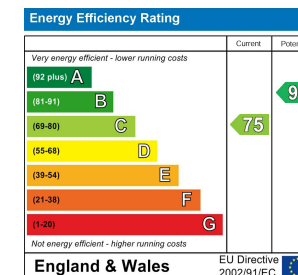 Energy Efficiency Rating
Current
Very energy efficient - lower running costs
(92 plus) A
(81-91) B
(69-80) C
75
(55-68) D
(39-54) E
(21-38) F
(1-20) G
Not energy efficient - higher running costs
England & Wales
EU Directive
2002/91/EC